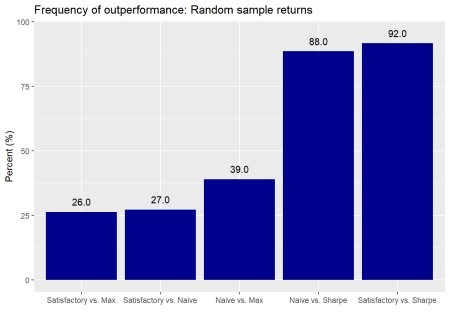 Frequency of outperformance: Random sample returns
Percent (%)
100
75
50
25
0
26.0
27.0
39.0
88.0
92.0
Satisfactory vs. Max
Satisfactory vs. Naive
Naive vs. Max
Naive vs. Sharpe
Satisfactory vs. Sharpe